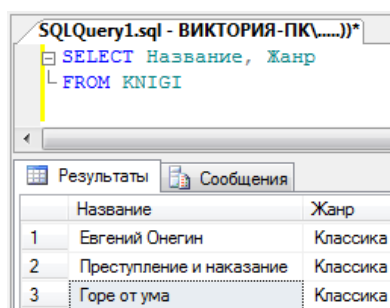 SQLQuery1.sql - ВИКТОРИЯ-ПК\.....))*
SELECT Название, Жанр
FROM KNIGI
Результаты Сообщения
Название Жанр
1 Евгений Онегин Классика
2 Преступление и наказание Классика
3 Горе от ума Классика